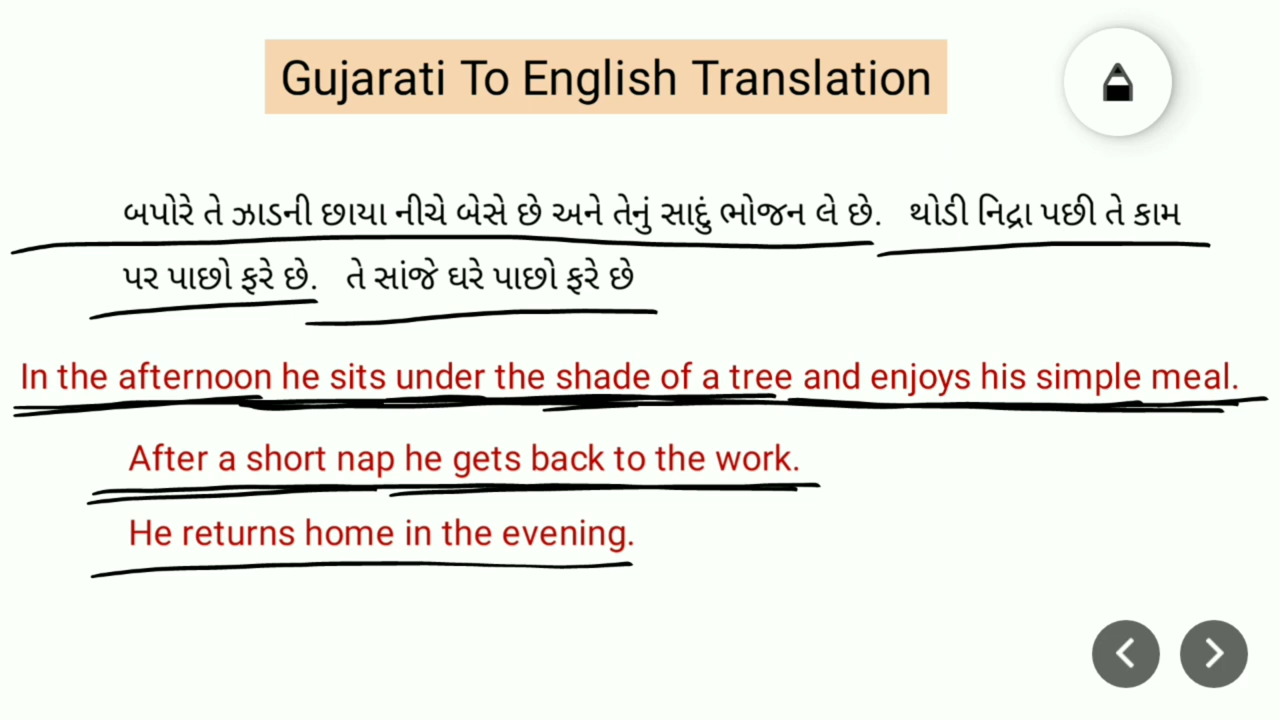 Gujarati To English Translation
બપોરે તે ઝાડની છાયા નીચે બેસે છે અને તેનું સાદું ભોજન લે છે. થોડી નિદ્રા પછી તે કામ
પર પાછો ફરે છે. તે સાંજે ઘરે પાછો ફરે છે
In the afternoon he sits under the shade of a tree and enjoys his simple meal.
After a short nap he gets back to the work.
He returns home in the evening.